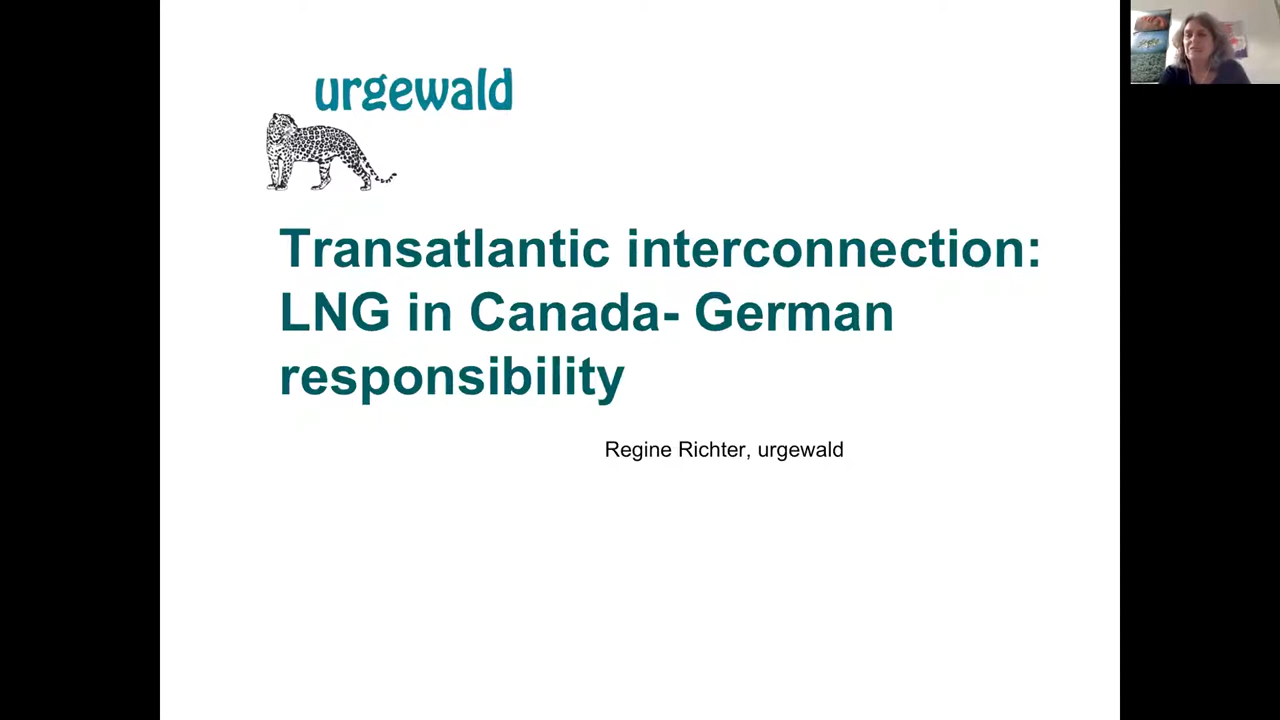 urgewald
Transatlantic interconnection:
LNG in Canada- German
responsibility
Regine Richter, urgewald